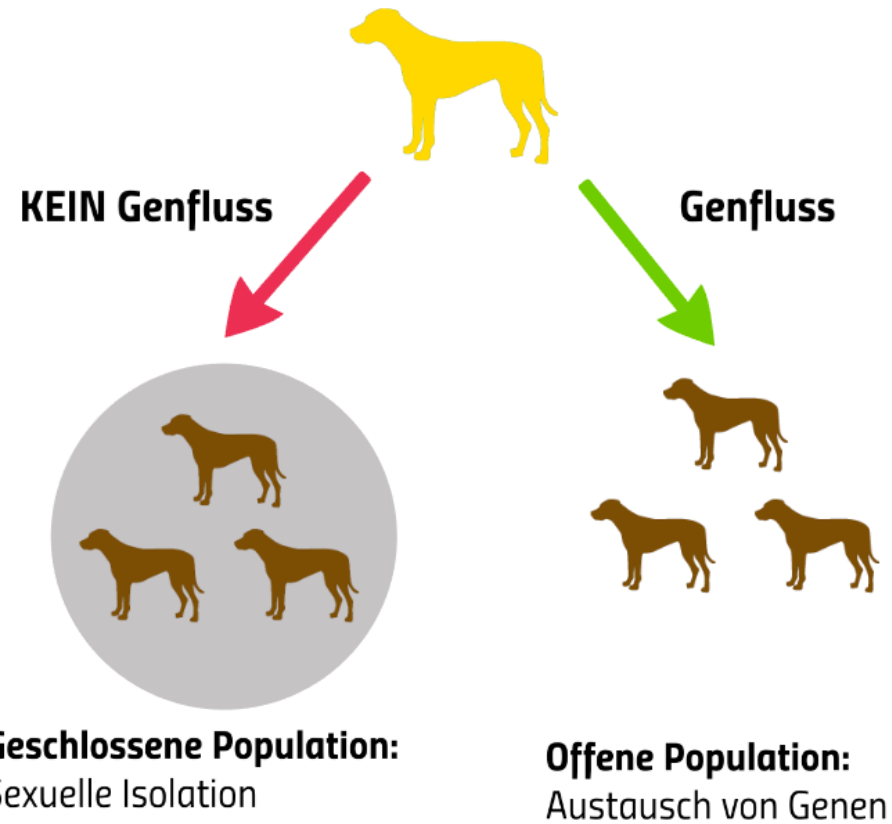 KEIN Genfluss
Genfluss
Geschlossene Population:
Sexuelle Isolation
Offene Population:
Austausch von Genen